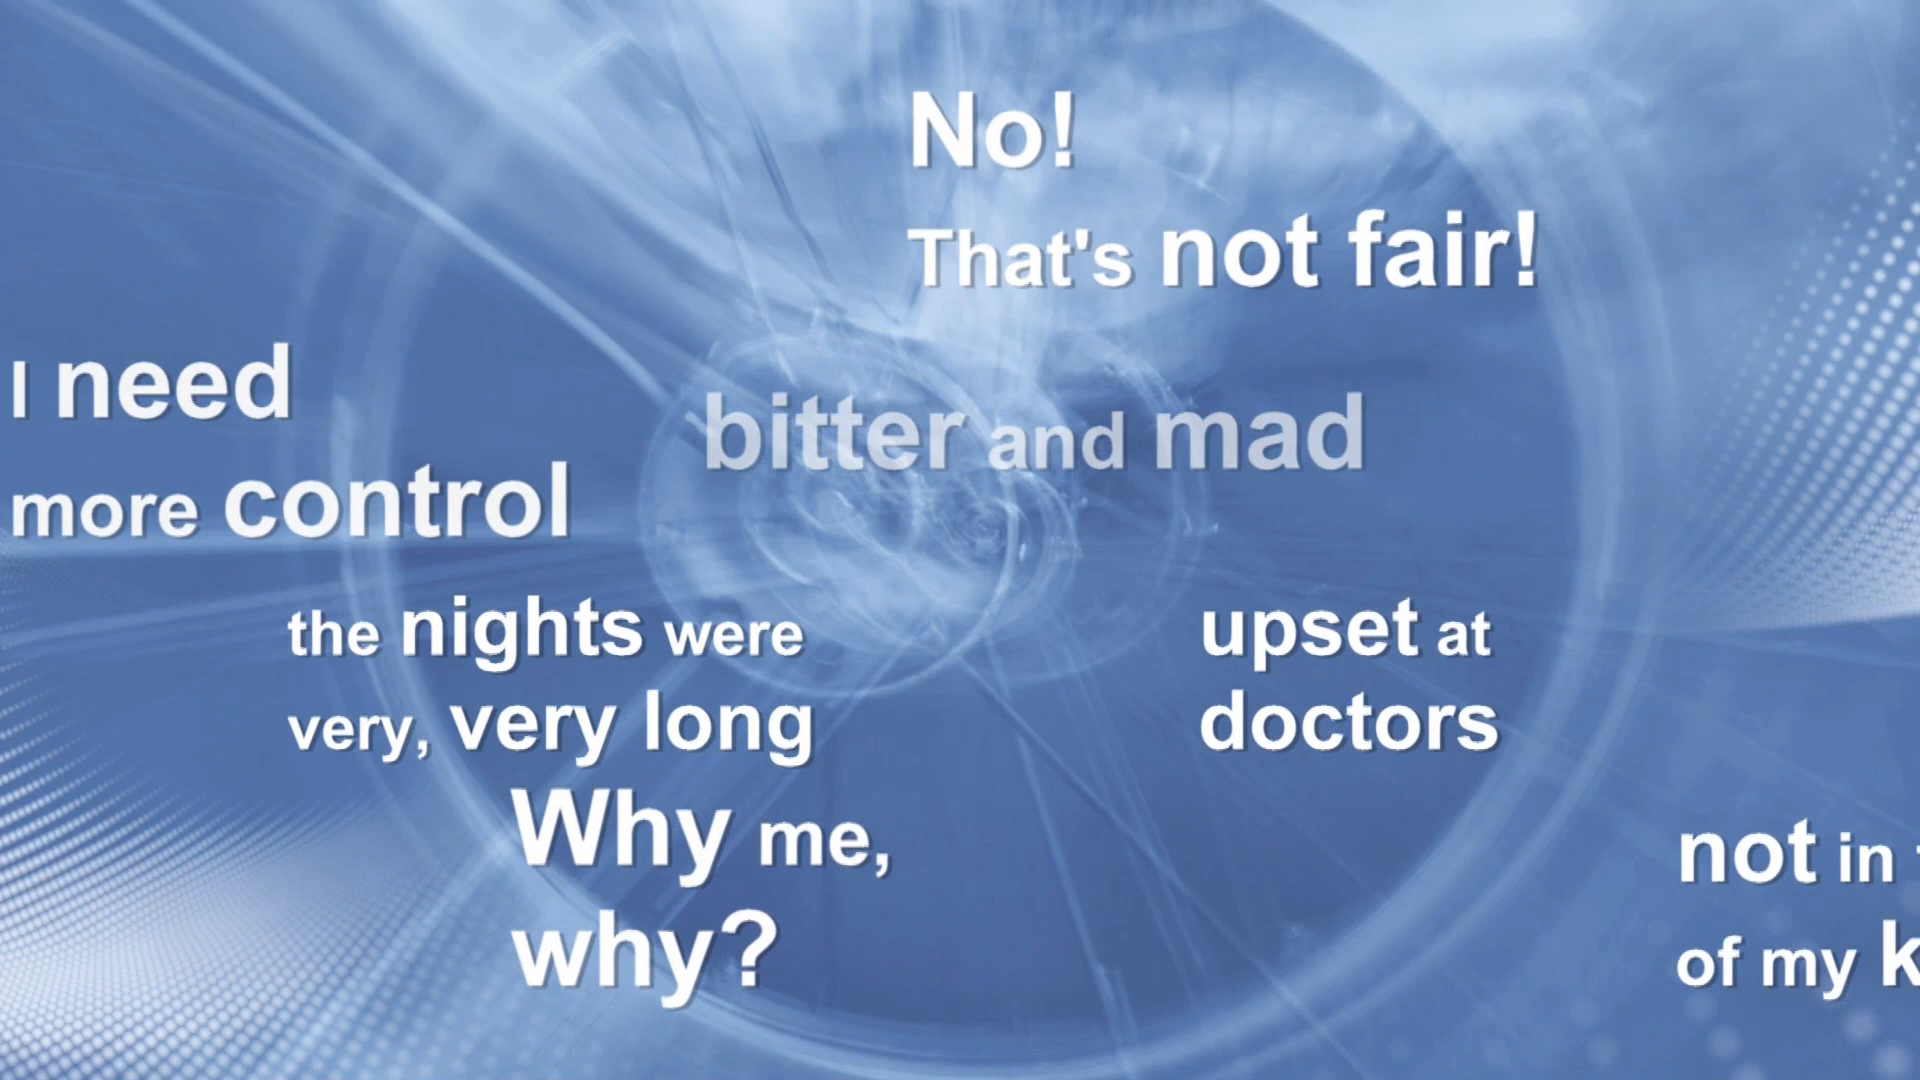 No!
That's not fair!
I need
more control
bitter and mad
the nights were
very, very long
upset at
doctors
Why me,
why?
not in
of my